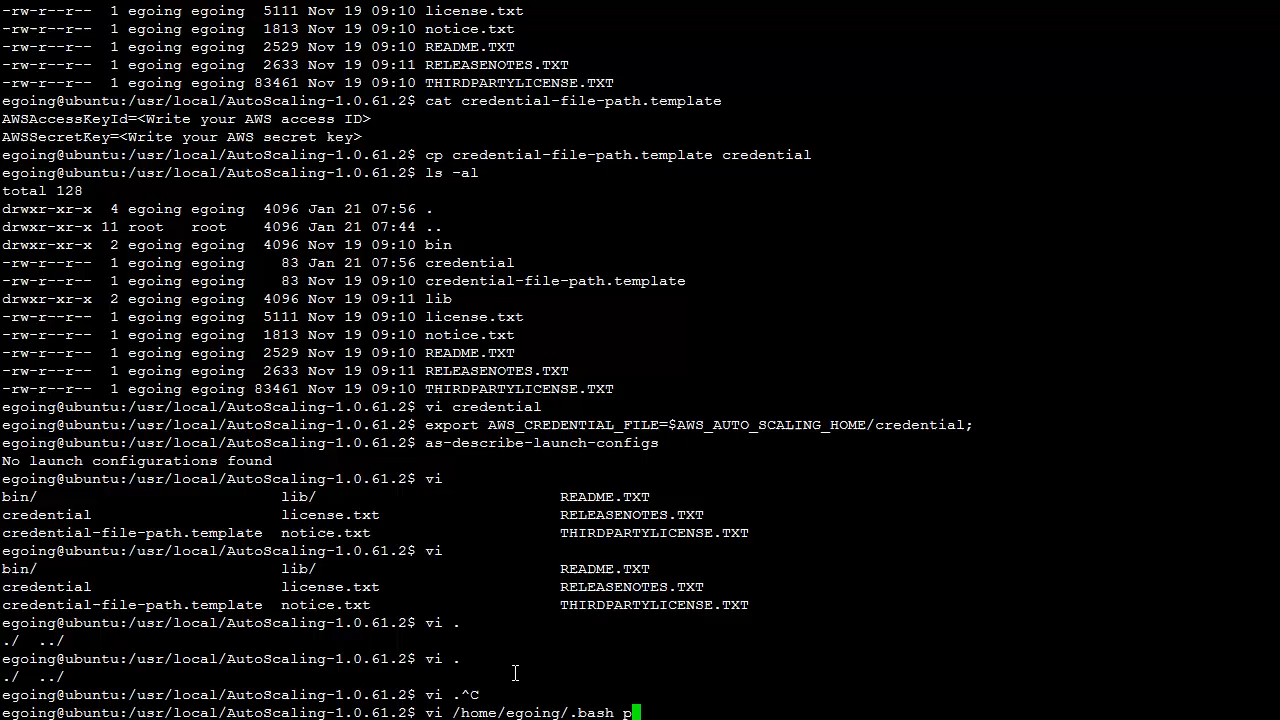 -rw-r--r--  1 egoing egoing  5111 Nov 19 09:10 license.txt
-rw-r--r--  1 egoing egoing  1813 Nov 19 09:10 notice.txt
-rw-r--r--  1 egoing egoing  2529 Nov 19 09:10 README.TXT
-rw-r--r--  1 egoing egoing  2633 Nov 19 09:11 RELEASENOTES.TXT
-rw-r--r--  1 egoing egoing 83461 Nov 19 09:10 THIRDPARTYLICENSE.TXT
egoing@ubuntu:/usr/local/AutoScaling-1.0.61.2$ cat credential-file-path.template
AWSAccessKeyId=<Write your AWS access ID>
AWSSecretKey=<Write your AWS secret key>
egoing@ubuntu:/usr/local/AutoScaling-1.0.61.2$ cp credential-file-path.template credential
egoing@ubuntu:/usr/local/AutoScaling-1.0.61.2$ ls -al
total 128
drwxr-xr-x  4 egoing egoing  4096 Jan 21 07:56 .
drwxr-xr-x 11 root   root    4096 Jan 21 07:44 ..
drwxr-xr-x  2 egoing egoing  4096 Nov 19 09:10 bin
-rw-r--r--  1 egoing egoing    83 Jan 21 07:56 credential
-rw-r--r--  1 egoing egoing    83 Nov 19 09:10 credential-file-path.template
drwxr-xr-x  2 egoing egoing  4096 Nov 19 09:11 lib
-rw-r--r--  1 egoing egoing  5111 Nov 19 09:10 license.txt
-rw-r--r--  1 egoing egoing  1813 Nov 19 09:10 notice.txt
-rw-r--r--  1 egoing egoing  2529 Nov 19 09:10 README.TXT
-rw-r--r--  1 egoing egoing  2633 Nov 19 09:11 RELEASENOTES.TXT
-rw-r--r--  1 egoing egoing 83461 Nov 19 09:10 THIRDPARTYLICENSE.TXT
egoing@ubuntu:/usr/local/AutoScaling-1.0.61.2$ vi credential
egoing@ubuntu:/usr/local/AutoScaling-1.0.61.2$ export AWS_CREDENTIAL_FILE=$AWS_AUTO_SCALING_HOME/credential;
egoing@ubuntu:/usr/local/AutoScaling-1.0.61.2$ as-describe-launch-configs
No launch configurations found
egoing@ubuntu:/usr/local/AutoScaling-1.0.61.2$ vi
bin/                           lib/                           README.TXT
credential                     license.txt                    RELEASENOTES.TXT
credential-file-path.template  notice.txt                     THIRDPARTYLICENSE.TXT
egoing@ubuntu:/usr/local/AutoScaling-1.0.61.2$ vi
bin/                           lib/                           README.TXT
credential                     license.txt                    RELEASENOTES.TXT
credential-file-path.template  notice.txt                     THIRDPARTYLICENSE.TXT
egoing@ubuntu:/usr/local/AutoScaling-1.0.61.2$ vi .
./  ../
egoing@ubuntu:/usr/local/AutoScaling-1.0.61.2$ vi .
./  ../
egoing@ubuntu:/usr/local/AutoScaling-1.0.61.2$ vi .^C
egoing@ubuntu:/usr/local/AutoScaling-1.0.61.2$ vi /home/egoing/.bash p